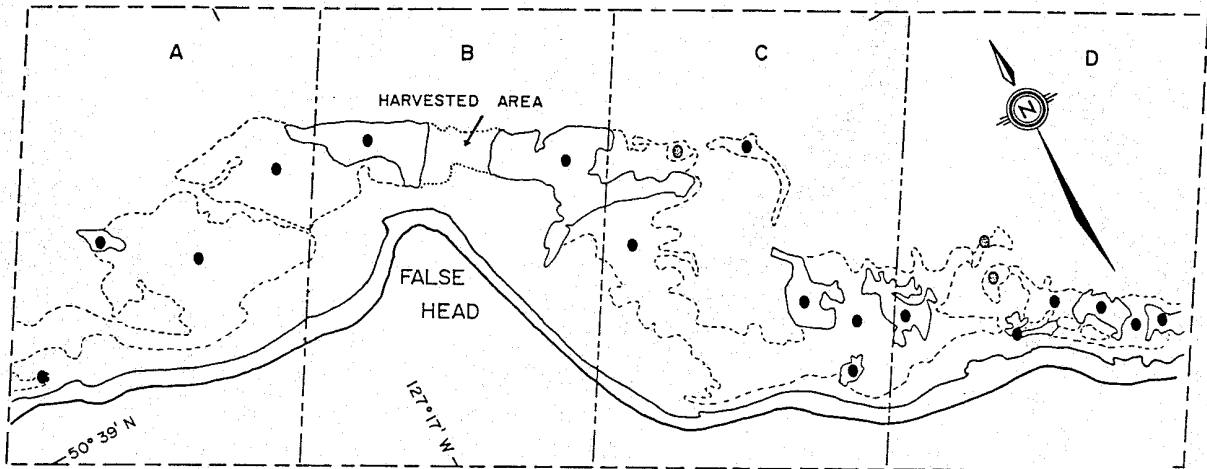 A
B
C
D
HARVESTED AREA
N
FALSE
HEAD
127°17' W
50° 39' N